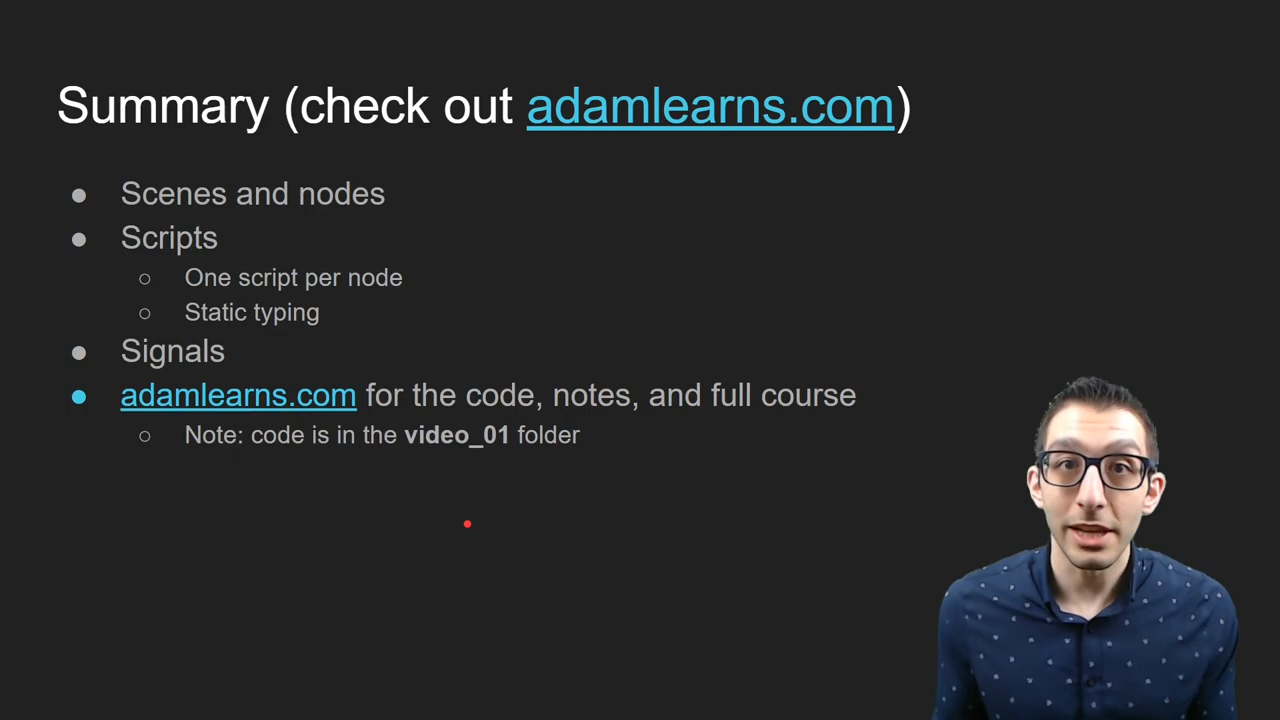 Summary (check out adamlearns.com)
● Scenes and nodes
● Scripts
○ One script per node
○ Static typing
● Signals
● adamlearns.com for the code, notes, and full course
○ Note: code is in the video_01 folder